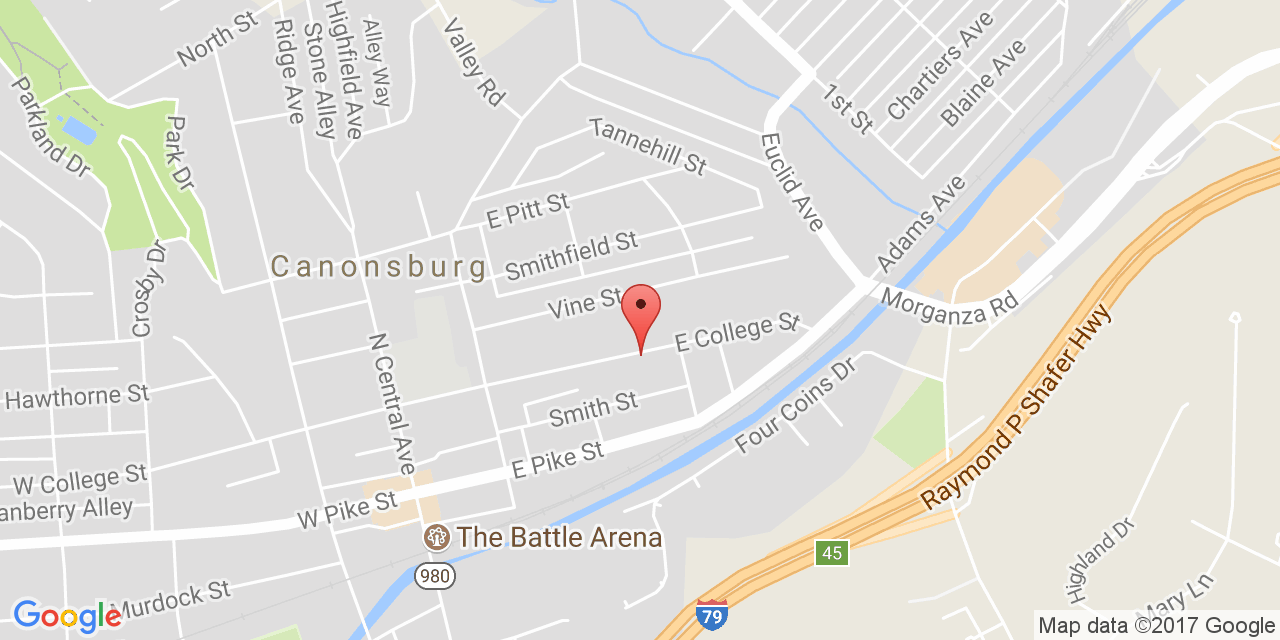 North St
Alley Way
Highfield Ave
Stone Alley
Ridge Ave
Valley Rd
Chartiers Ave
Blaine Ave
1st St
Parkland Dr
Park Dr
Tannehill St
Euclid Ave
E Pitt St
Adams Ave
Smithfield St
Canonsburg
Crosby Dr
Vine St
Morganza Rd
E College St
N Central Ave
Raymond P Shafer Hwy
Hawthorne St
Smith St
Four Coins Dr
E Pike St
W College St
anberry Alley
W Pike St
The Battle Arena
45
980
Highland Dr
79
Murdock St
Mary Ln
Google
Map data ©2017 Google